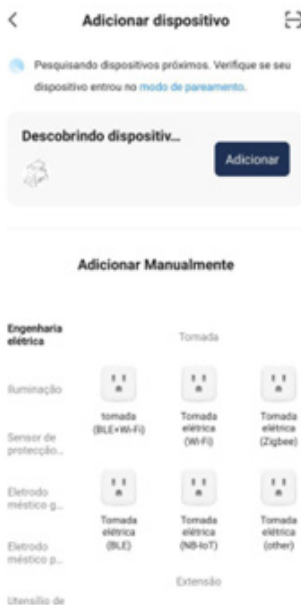 Adicionar dispositivo
Pesquisando dispositivos próximos. Verifique se seu
dispositivo entrou no modo de pareamento.
Descobrindo dispositiv...
Adicionar
Adicionar Manualmente
Engenharia
elétrica
Tomada
Iluminação
tomada
(BLE+Wi-Fi)
Tomada
elétrica
(Wi-Fi)
Tomada
elétrica
(Zigbee)
Sensor de
protecção...
Eletrodo
méstico g...
Tomada
elétrica
(BLE)
Tomada
elétrica
(NB-IoT)
Tomada
elétrica
(other)
Eletrodo
méstico p...
Extensão
Utensílio de